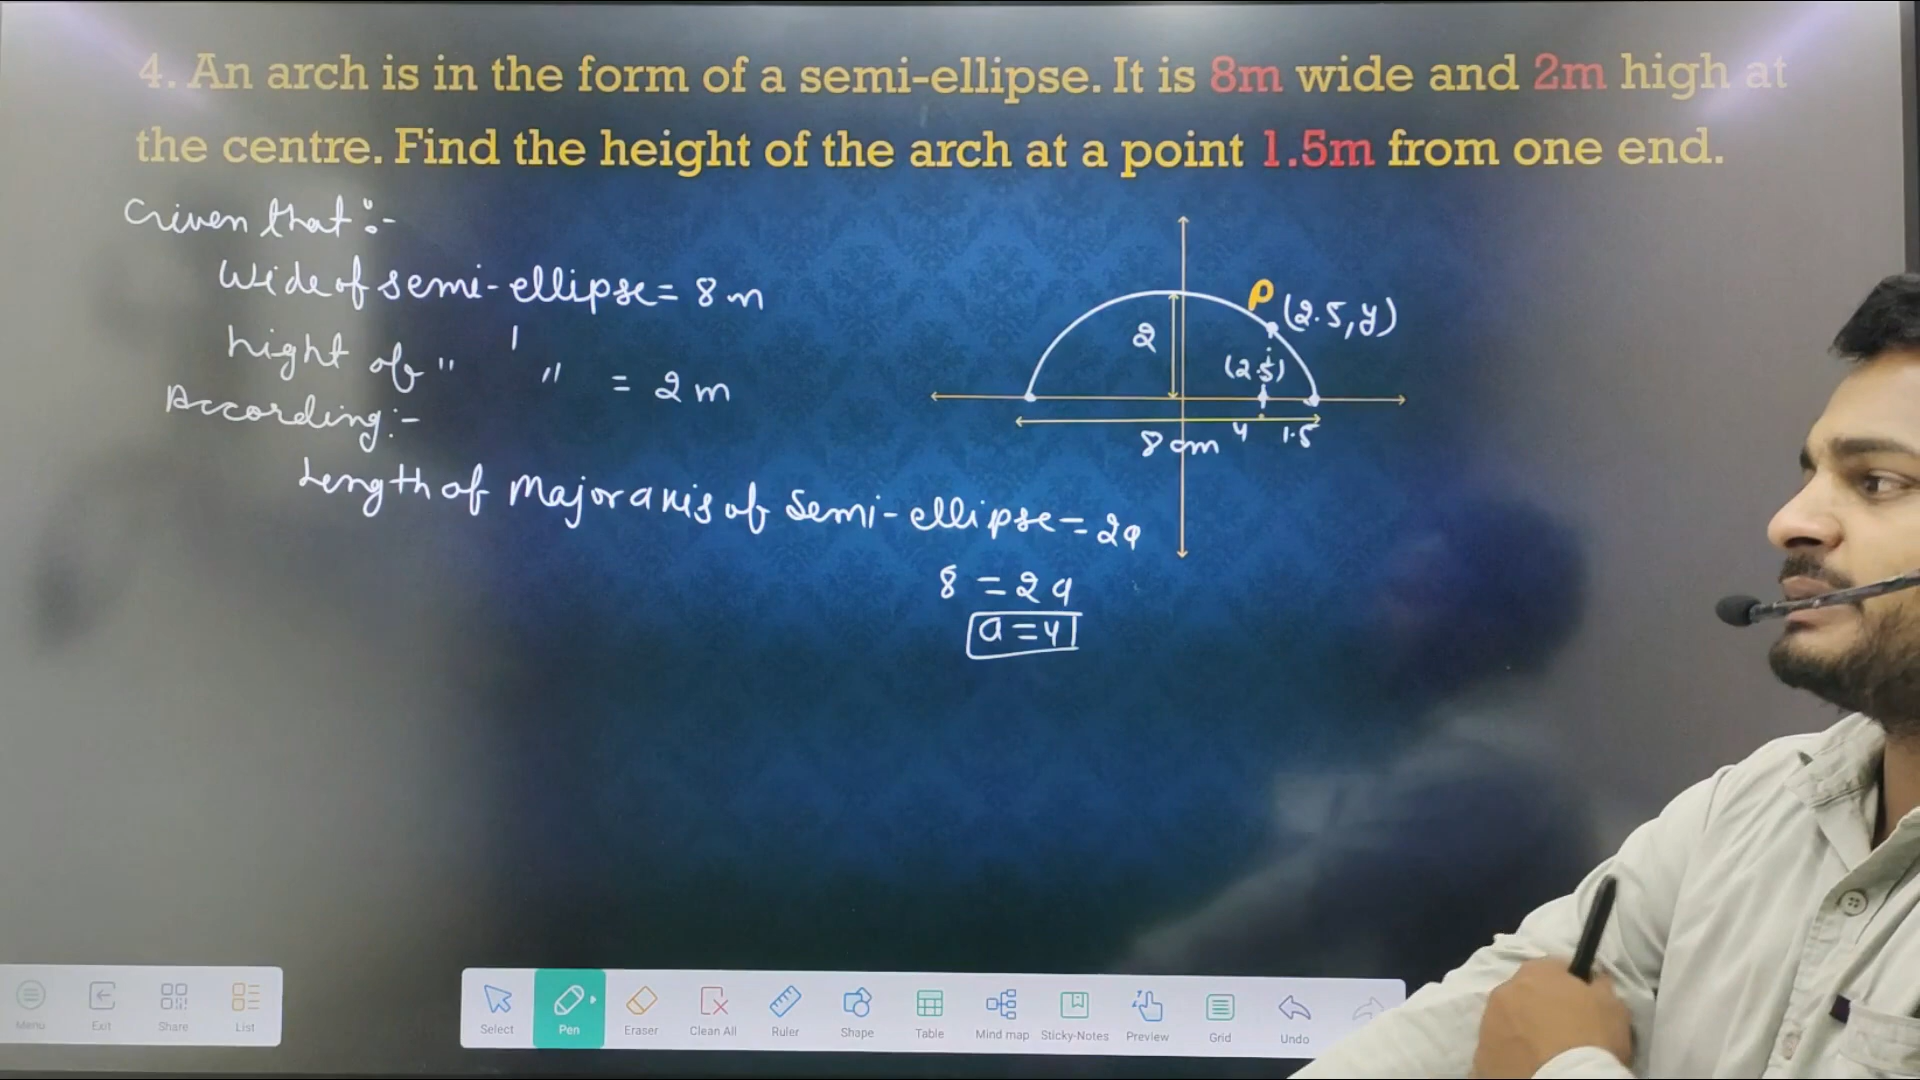 4. An arch is in the form of a semi-ellipse. It is 8m wide and 2m high at
the centre. Find the height of the arch at a point 1.5m from one end.
Given that :-
Wide of semi-ellipse = 8 m
hight of " " = 2 m
According :-
Length of Major axis of Semi-ellipse = 2a
8 = 2a
a = 4
P (2.5, y)
2
(2.5)
8 cm 4 1.5
Menu Exit Share List Select Pen Eraser Clean All Ruler Shape Table Mind map Sticky-Notes Preview Grid Undo